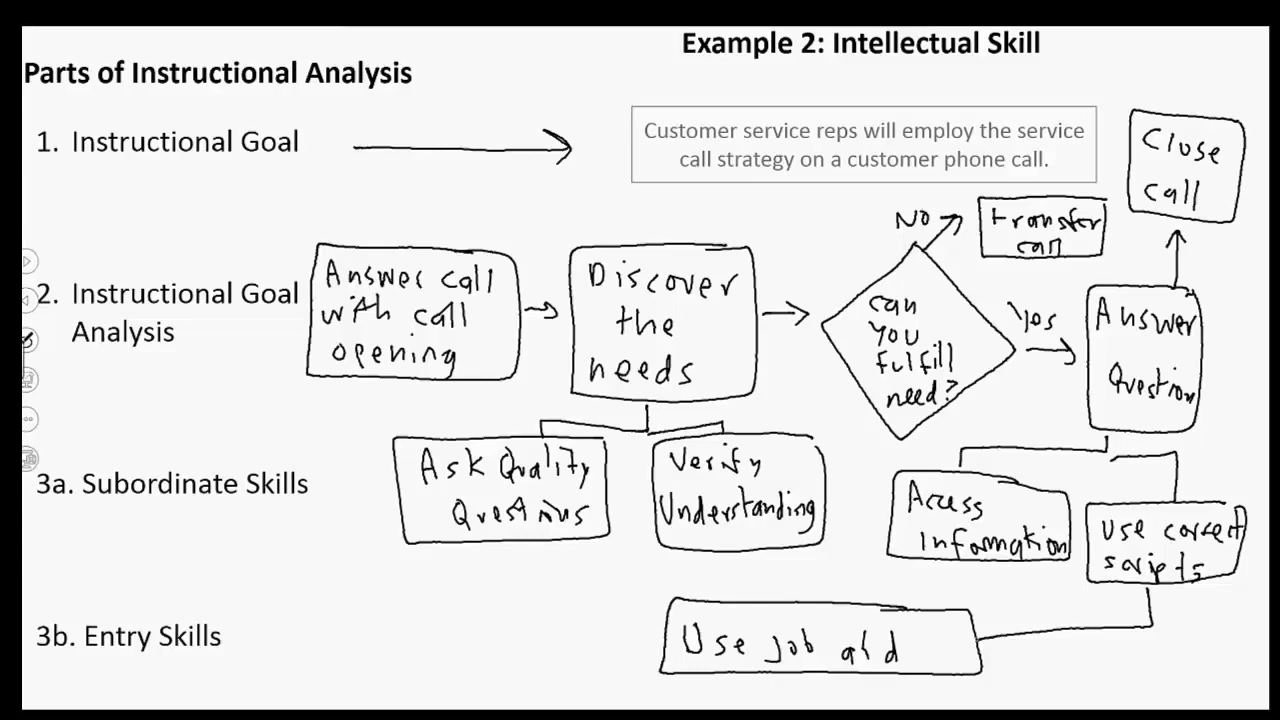 Example 2: Intellectual Skill
Parts of Instructional Analysis
1. Instructional Goal
Customer service reps will employ the service
call strategy on a customer phone call.
Close
call
No
transfer
call
2. Instructional Goal
Analysis
Answer call
with call
opening
Discover
the
needs
can
you
fulfill
need?
Yes
Answer
Question
3a. Subordinate Skills
Ask Quality
Questions
Verify
Understanding
Access
Information
Use correct
scripts
3b. Entry Skills
Use job aid